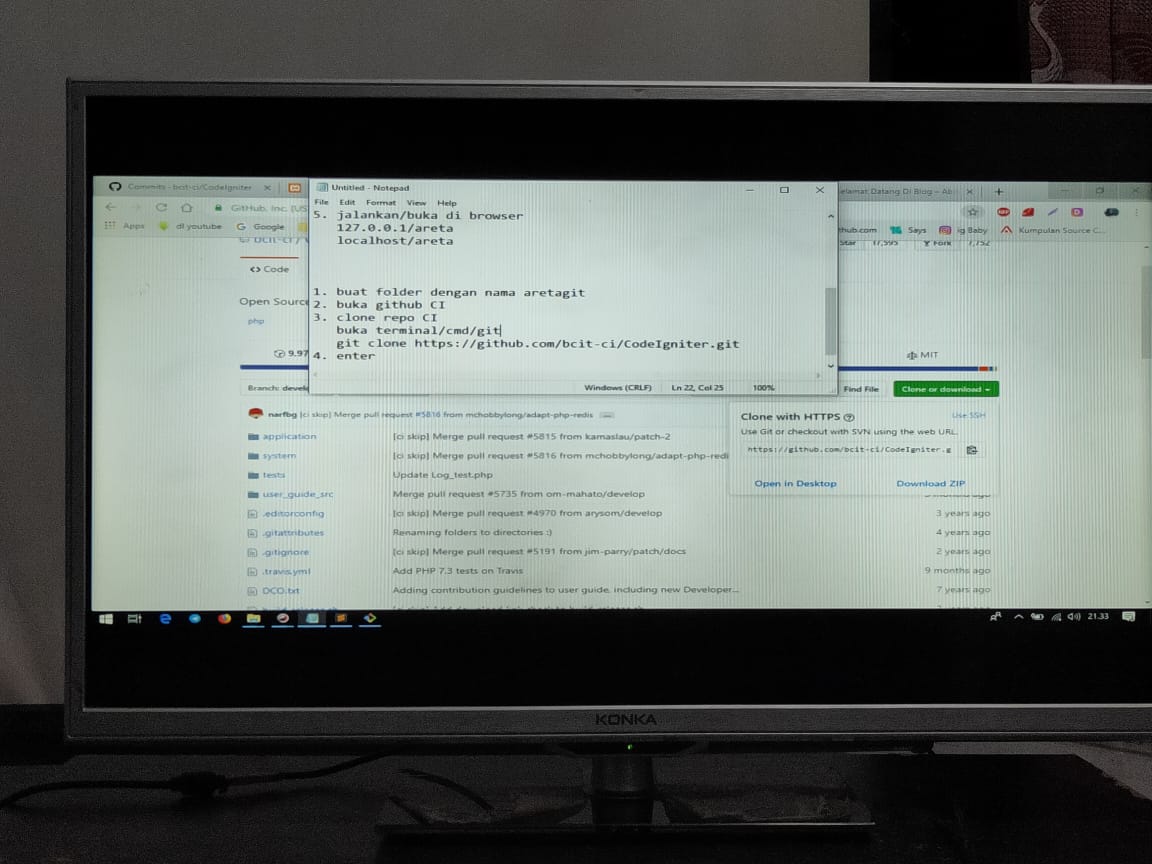 Commits · bcit-ci/CodeIgniter
Untitled - Notepad
elamat Datang Di Blog – Ab
GitHub, Inc. [US
File Edit Format View Help
Apps dl youtube Google
hub.com Says ig Baby Kumpulan Source C...
5. jalankan/buka di browser
127.0.0.1/areta
localhost/areta
Star 17,595 Fork 7,752
<> Code
Open Source
php
1. buat folder dengan nama aretagit
2. buka github CI
3. clone repo CI
buka terminal/cmd/git
git clone https://github.com/bcit-ci/CodeIgniter.git
4. enter
9.97
MIT
Windows (CRLF) Ln 22, Col 25 100%
Branch: devel
Find File Clone or download
narfbg [ci skip] Merge pull request #5816 from mchobbylong/adapt-php-redis ...
Clone with HTTPS Use SSH
Use Git or checkout with SVN using the web URL.
https://github.com/bcit-ci/CodeIgniter.g
Open in Desktop Download ZIP
application [ci skip] Merge pull request #5815 from kamaslau/patch-2
system [ci skip] Merge pull request #5816 from mchobbylong/adapt-php-redi
tests Update Log_test.php
user_guide_src Merge pull request #5735 from om-mahato/develop months ago
.editorconfig [ci skip] Merge pull request #4970 from arysom/develop 3 years ago
.gitattributes Renaming folders to directories :) 4 years ago
.gitignore [ci skip] Merge pull request #5191 from jim-parry/patch/docs 2 years ago
.travis.yml Add PHP 7.3 tests on Travis 9 months ago
DCO.txt Adding contribution guidelines to user guide, including new Developer... 7 years ago
21.33
KONKA